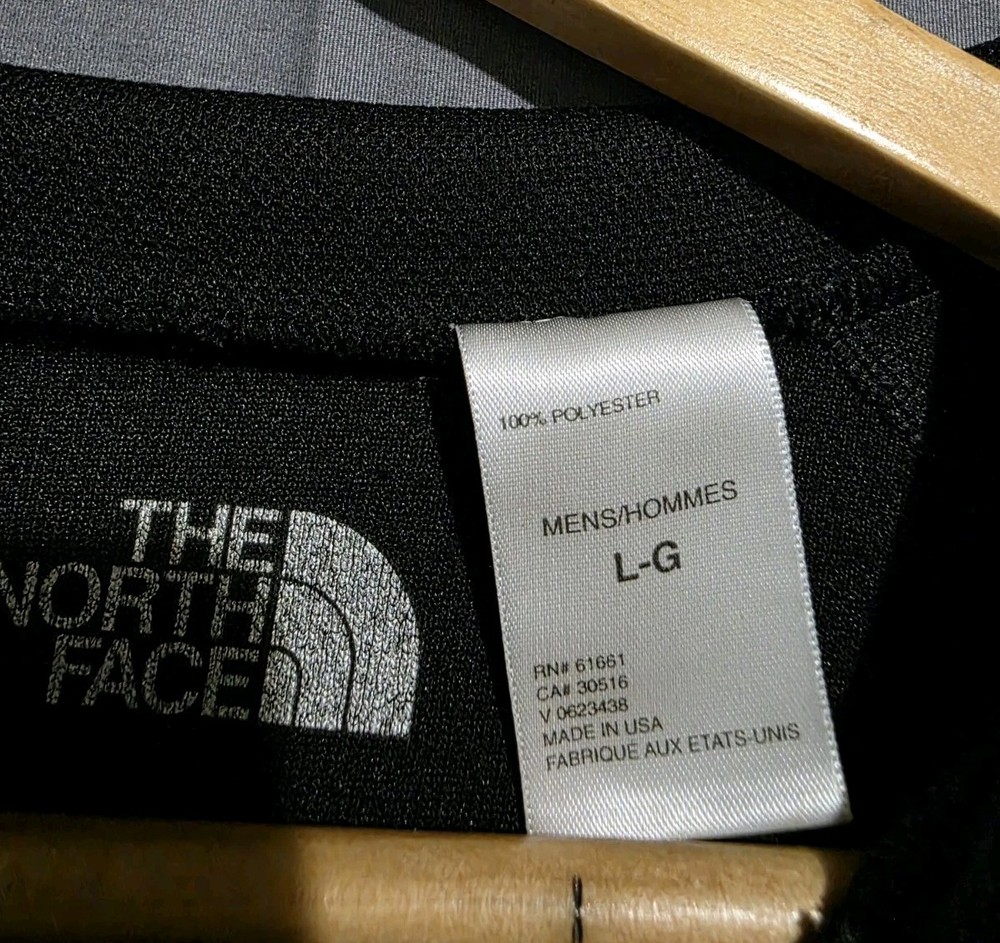 THE
NORTH
FACE
100% POLYESTER
MENS/HOMMES
L-G
RN# 61661
CA# 30516
V 0623438
MADE IN USA
FABRIQUE AUX ETATS-UNIS